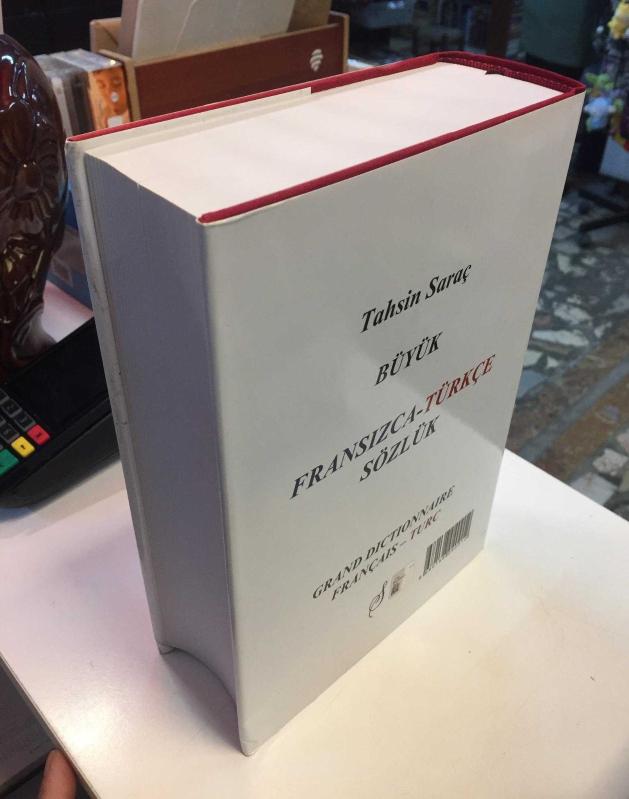 Tahsin Saraç
BÜYÜK
FRANSIZCA-TÜRKÇE
SÖZLÜK
GRAND DICTIONNAIRE
FRANÇAIS – TURC